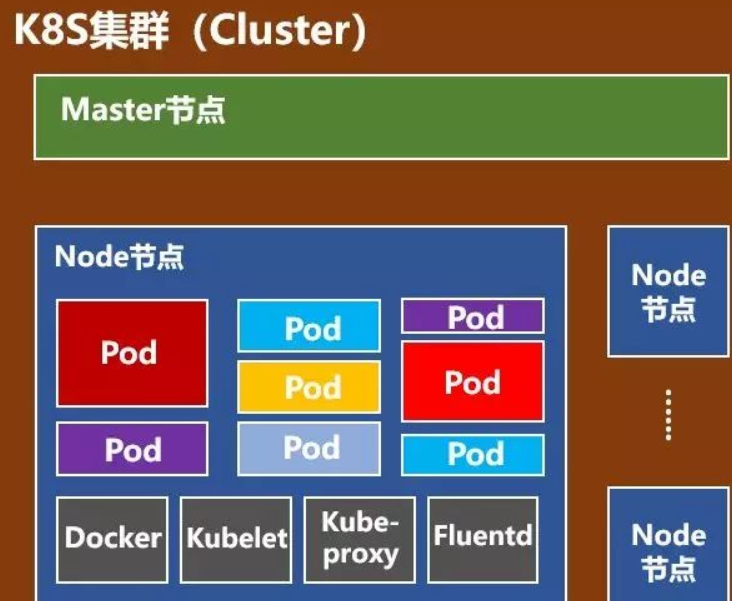 K8S集群（Cluster）
Master节点
Node节点
Pod
Pod
Pod
Pod
Pod
Pod
Pod
Pod
Docker
Kubelet
Kube-
proxy
Fluentd
Node
节点
Node
节点